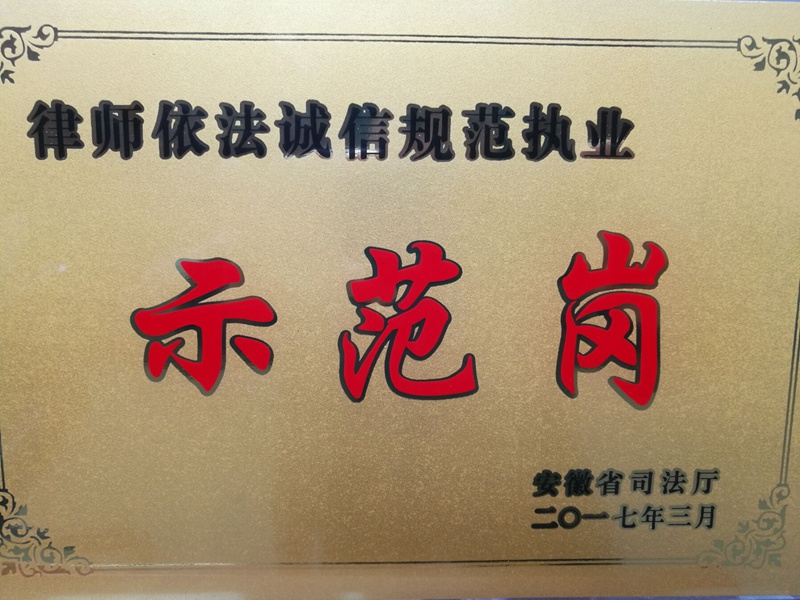 律师依法诚信规范执业
示范岗
安徽省司法厅
二〇一七年三月